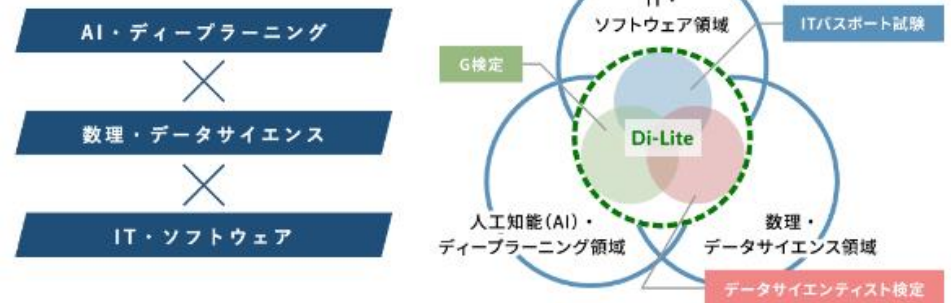 AI・ディープラーニング
数理・データサイエンス
IT・ソフトウェア
IT・
ソフトウェア領域
ITパスポート試験
G検定
Di-Lite
人工知能(AI)・
ディープラーニング領域
数理・
データサイエンス領域
データサイエンティスト検定